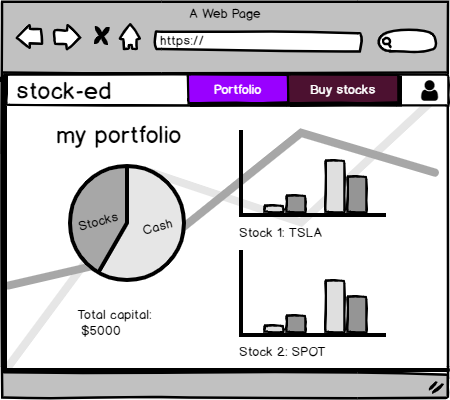 A Web Page
https://
stock-ed
Portfolio
Buy stocks
my portfolio
Stocks
Cash
Total capital:
$5000
Stock 1: TSLA
Stock 2: SPOT